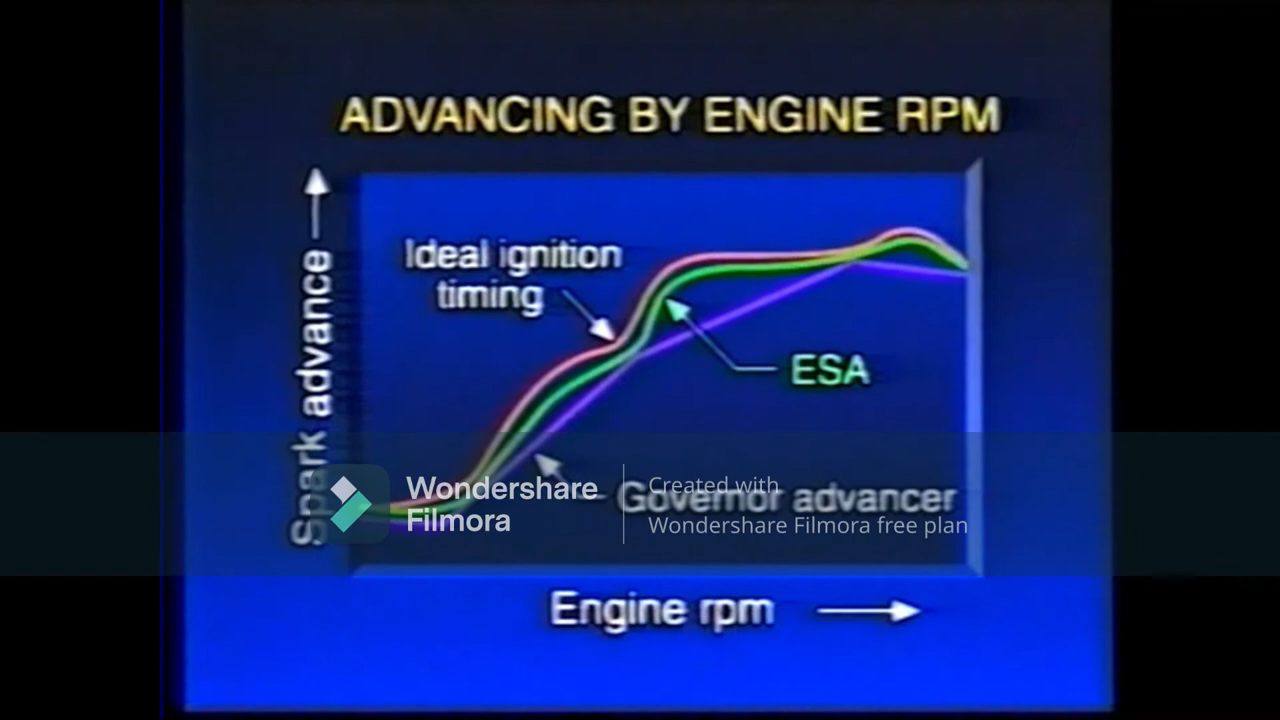 ADVANCING BY ENGINE RPM
Spark advance
Ideal ignition
timing
ESA
Governor advancer
Engine rpm
Wondershare
Filmora
Created with
Wondershare Filmora free plan